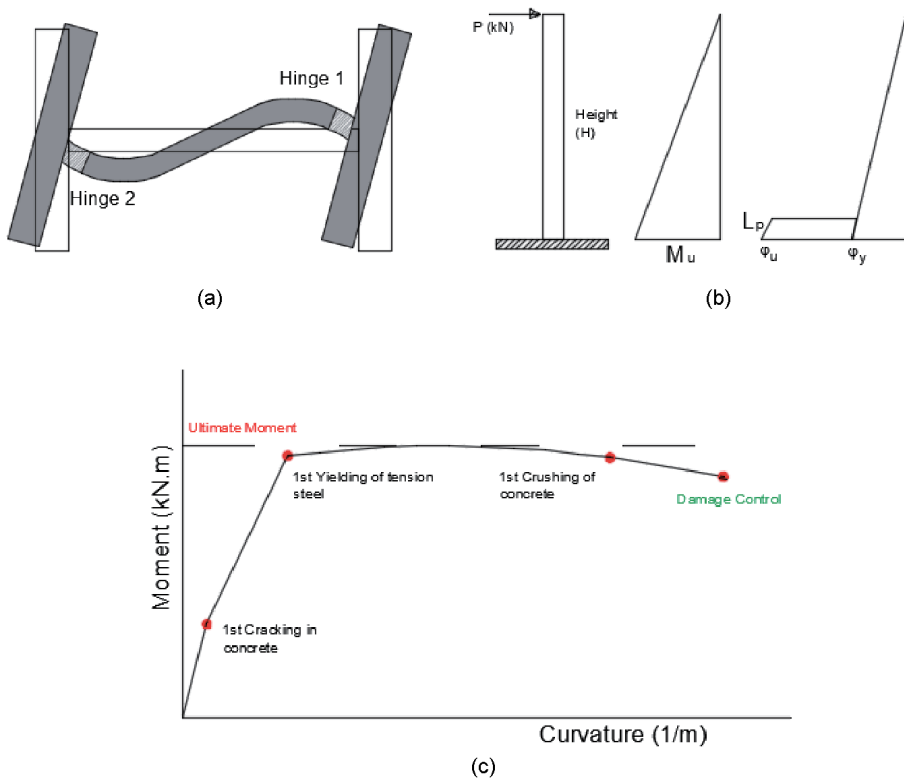 Hinge 1
Hinge 2
(a)
P (kN)
Height
(H)
Mu
Lp
φu
φy
(b)
Ultimate Moment
1st Yielding of tension
steel
1st Crushing of
concrete
Damage Control
1st Cracking in
concrete
Moment (kN.m)
Curvature (1/m)
(c)